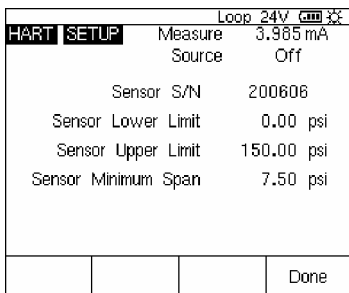 Loop 24V
HART SETUP Measure 3.985 mA
Source Off
Sensor S/N 200606
Sensor Lower Limit 0.00 psi
Sensor Upper Limit 150.00 psi
Sensor Minimum Span 7.50 psi
Done